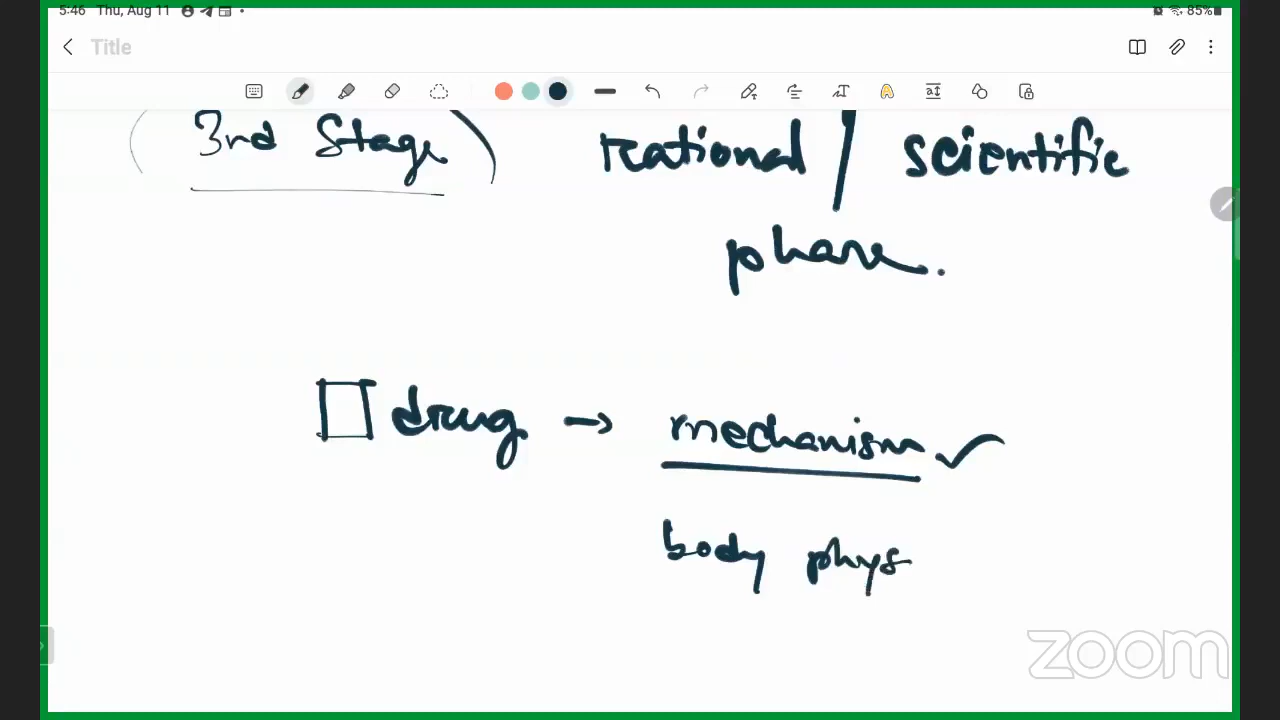 5:46 Thu, Aug 11 85%
Title
(3rd Stage) rational / scientific
phase.
drug → mechanism ✓
body phys
zoom